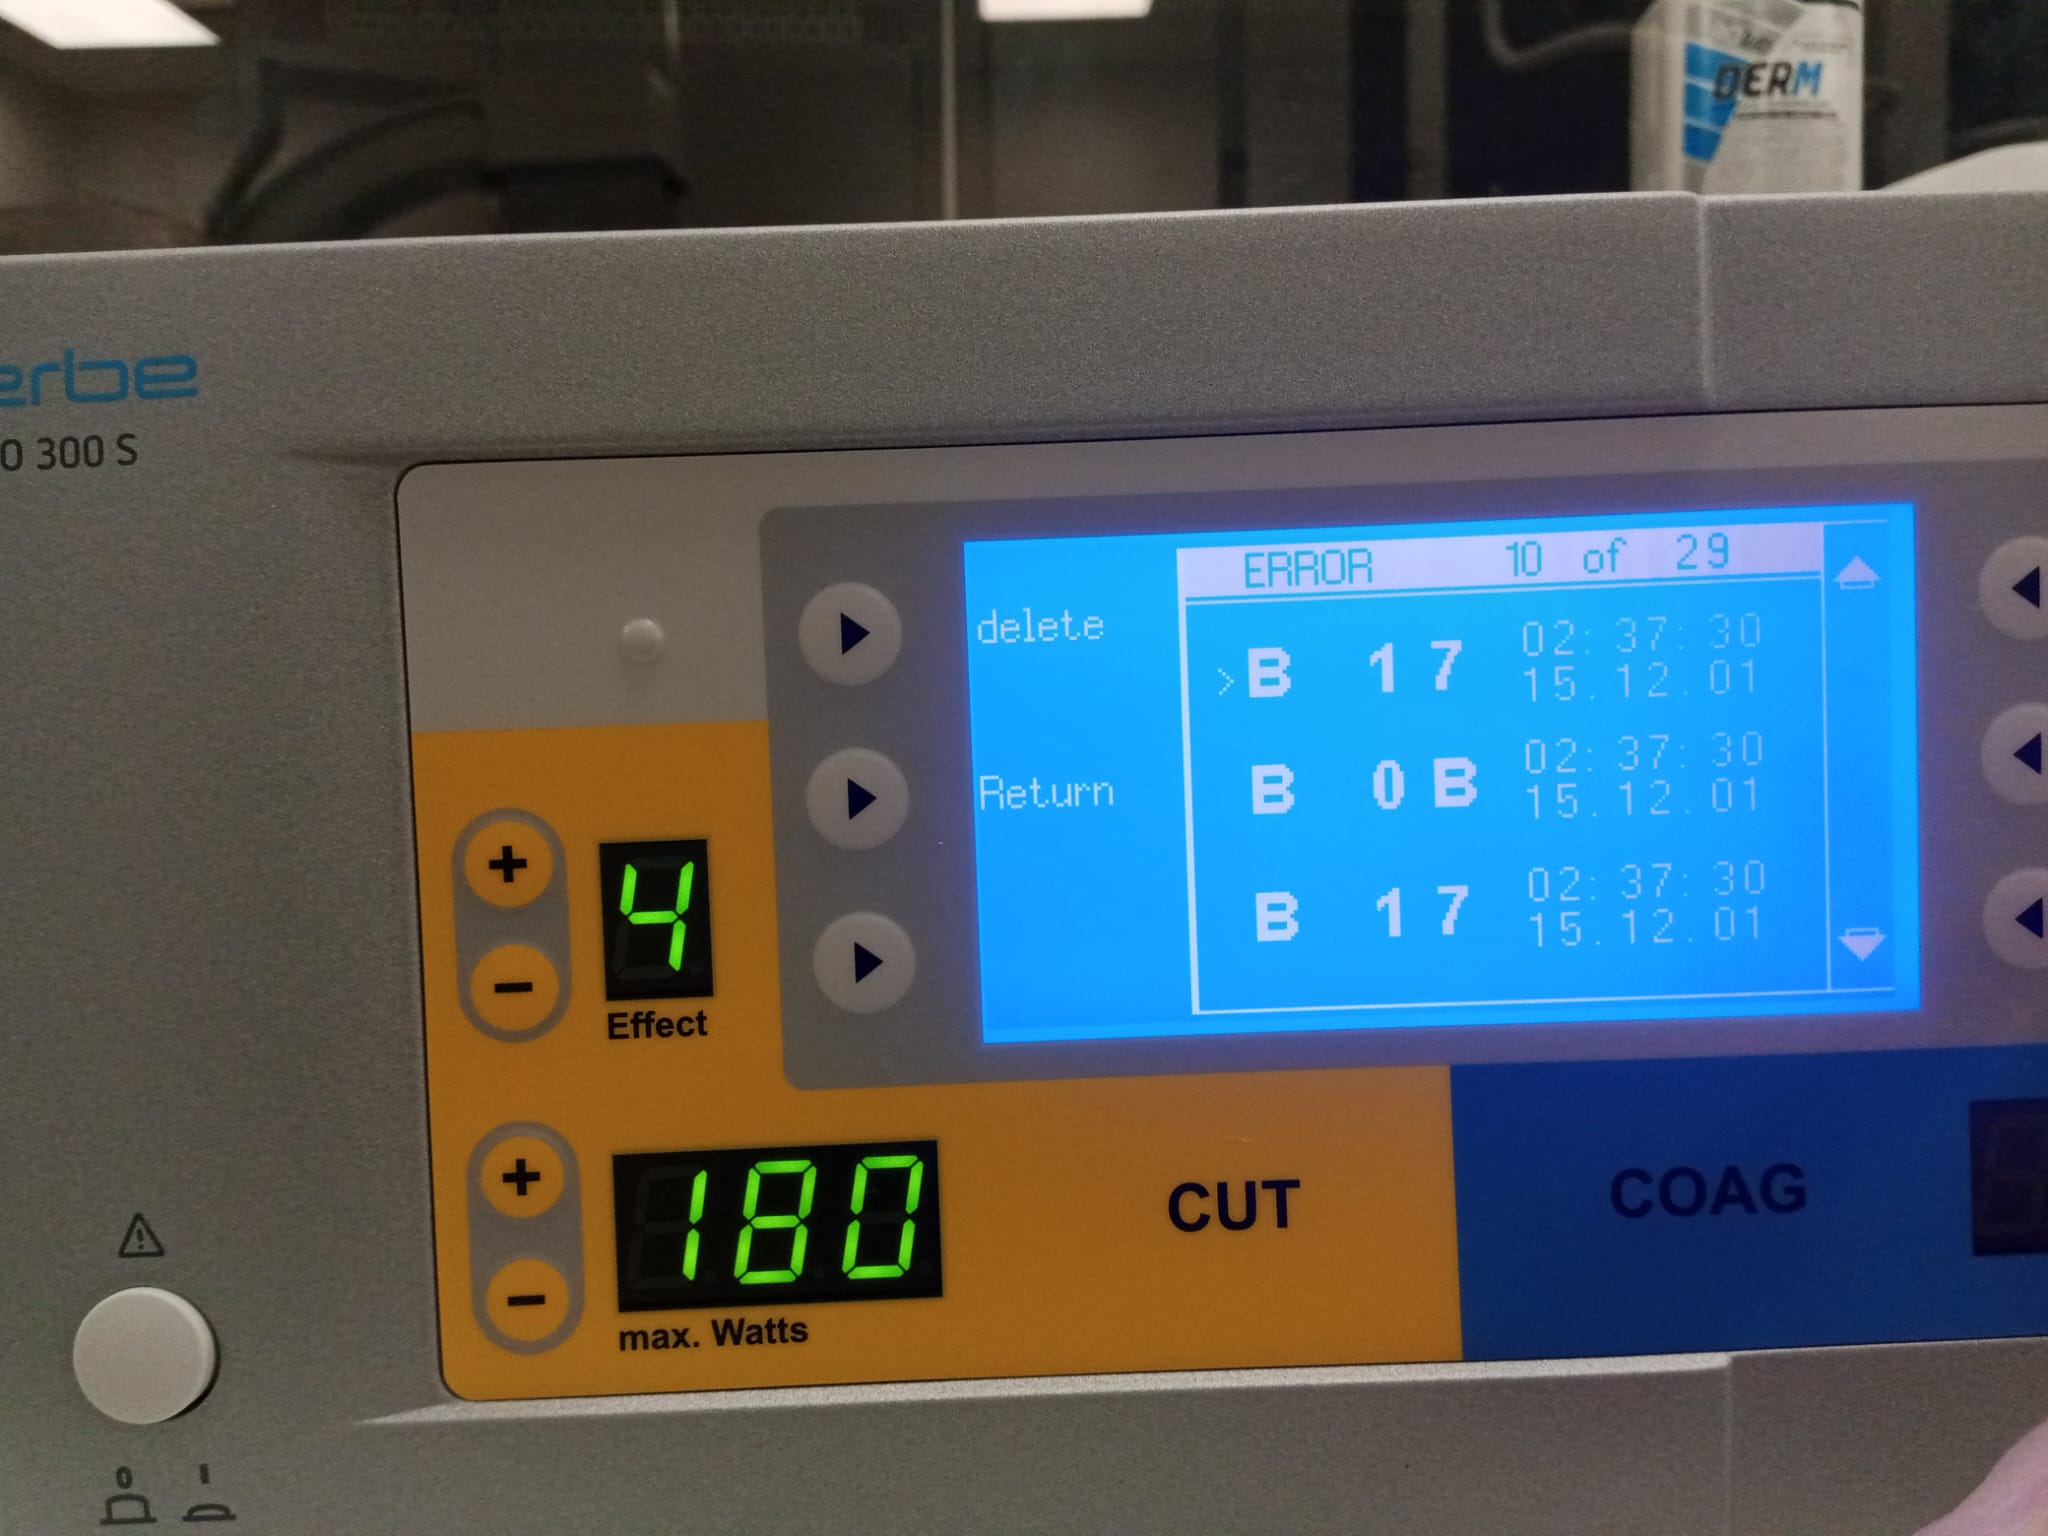 DERM
erbe
O 300 S
ERROR 10 of 29
delete
>B 17 02:37:30
15.12.01
Return
B 0B 02:37:30
15.12.01
B 17 02:37:30
15.12.01
+
4
−
Effect
+
180
−
max. Watts
CUT
COAG
0 I